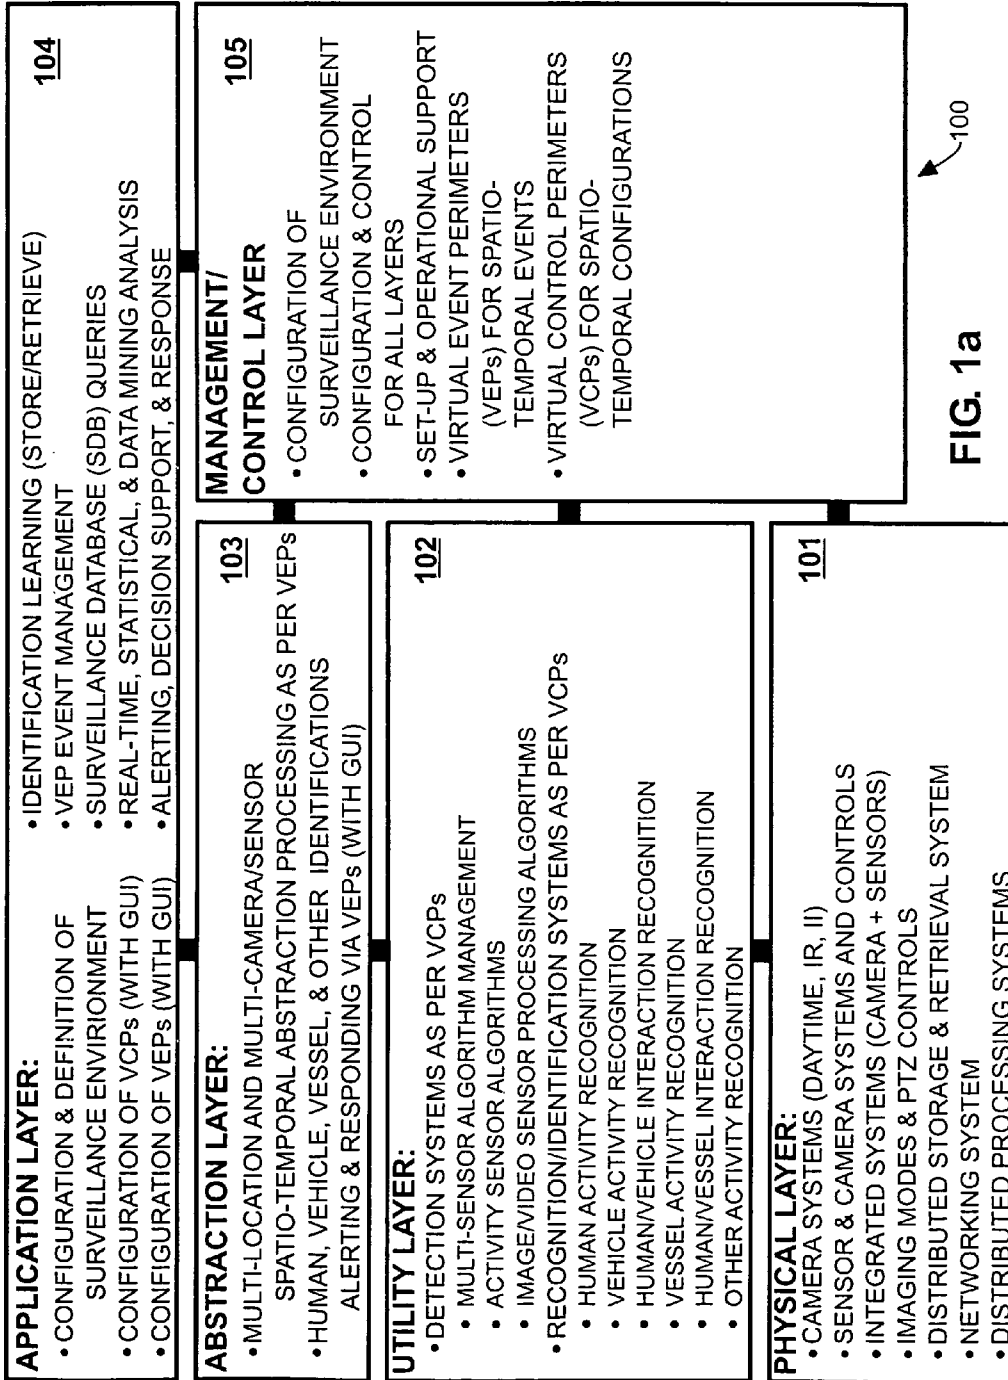 APPLICATION LAYER:
104
• CONFIGURATION & DEFINITION OF
SURVEILLANCE ENVIRIONMENT
• CONFIGURATION OF VCPs (WITH GUI)
• CONFIGURATION OF VEPs (WITH GUI)
• IDENTIFICATION LEARNING (STORE/RETRIEVE)
• VEP EVENT MANAGEMENT
• SURVEILLANCE DATABASE (SDB) QUERIES
• REAL-TIME, STATISTICAL, & DATA MINING ANALYSIS
• ALERTING, DECISION SUPPORT, & RESPONSE
ABSTRACTION LAYER:
103
• MULTI-LOCATION AND MULTI-CAMERA/SENSOR
SPATIO-TEMPORAL ABSTRACTION PROCESSING AS PER VEPs
• HUMAN, VEHICLE, VESSEL, & OTHER IDENTIFICATIONS
ALERTING & RESPONDING VIA VEPs (WITH GUI)
UTILITY LAYER:
102
• DETECTION SYSTEMS AS PER VCPs
• MULTI-SENSOR ALGORITHM MANAGEMENT
• ACTIVITY SENSOR ALGORITHMS
• IMAGE/VIDEO SENSOR PROCESSING ALGORITHMS
• RECOGNITION/IDENTIFICATION SYSTEMS AS PER VCPs
• HUMAN ACTIVITY RECOGNITION
• VEHICLE ACTIVITY RECOGNITION
• HUMAN/VEHICLE INTERACTION RECOGNITION
• VESSEL ACTIVITY RECOGNITION
• HUMAN/VESSEL INTERACTION RECOGNITION
• OTHER ACTIVITY RECOGNITION
PHYSICAL LAYER:
101
• CAMERA SYSTEMS (DAYTIME, IR, II)
• SENSOR & CAMERA SYSTEMS AND CONTROLS
• INTEGRATED SYSTEMS (CAMERA + SENSORS)
• IMAGING MODES & PTZ CONTROLS
• DISTRIBUTED STORAGE & RETRIEVAL SYSTEM
• NETWORKING SYSTEM
• DISTRIBUTED PROCESSING SYSTEMS
MANAGEMENT/
CONTROL LAYER
105
• CONFIGURATION OF
SURVEILLANCE ENVIRONMENT
• CONFIGURATION & CONTROL
FOR ALL LAYERS
• SET-UP & OPERATIONAL SUPPORT
• VIRTUAL EVENT PERIMETERS
(VEPs) FOR SPATIO-
TEMPORAL EVENTS
• VIRTUAL CONTROL PERIMETERS
(VCPs) FOR SPATIO-
TEMPORAL CONFIGURATIONS
100
FIG. 1a